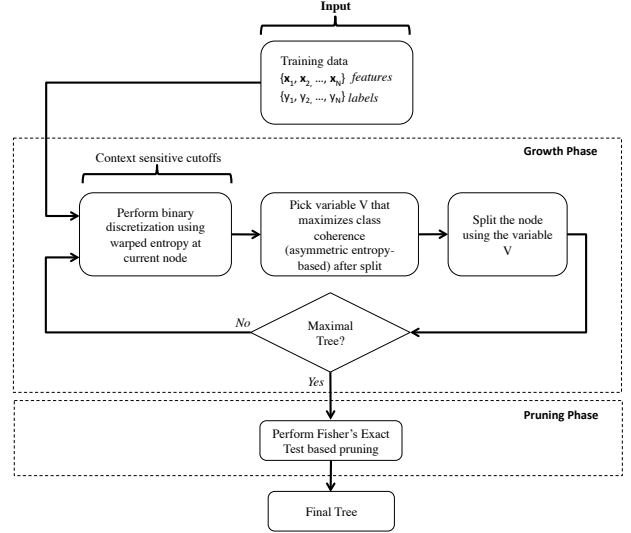 Input
Training data
{x1, x2, ..., xN} features
{y1, y2, ..., yN} labels
Growth Phase
Context sensitive cutoffs
Perform binary
discretization using
warped entropy at
current node
Pick variable V that
maximizes class
coherence
(asymmetric entropy-
based) after split
Split the node
using the variable
V
No
Maximal
Tree?
Yes
Pruning Phase
Perform Fisher's Exact
Test based pruning
Final Tree